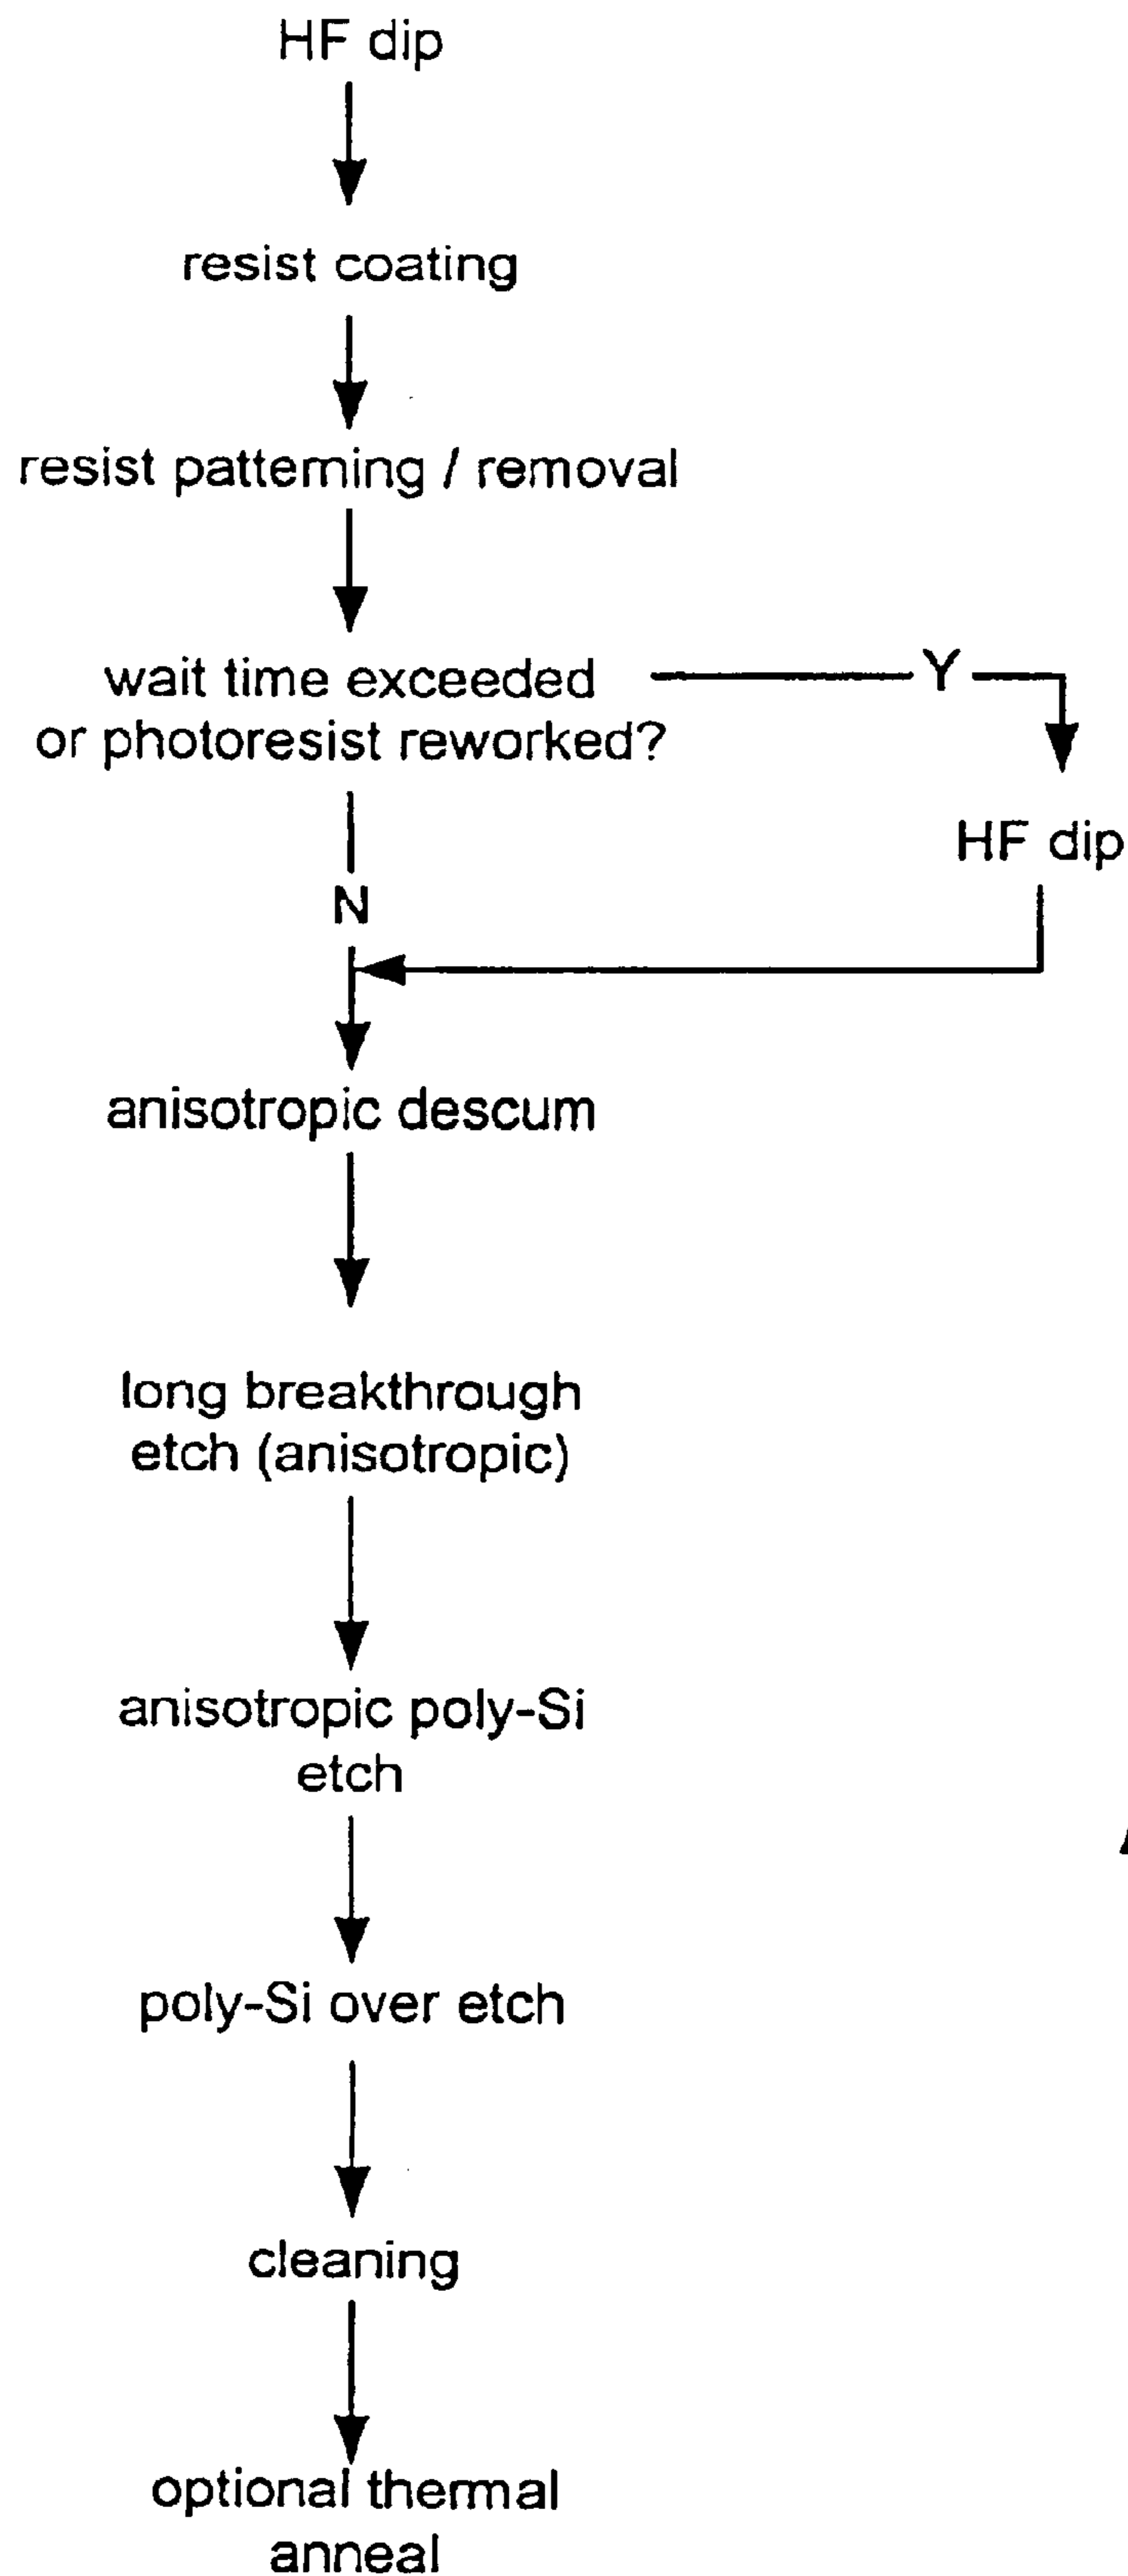 HF dip
resist coating
resist patterning / removal
wait time exceeded
or photoresist reworked?
Y
HF dip
N
anisotropic descum
long breakthrough
etch (anisotropic)
anisotropic poly-Si
etch
poly-Si over etch
cleaning
optional thermal
anneal